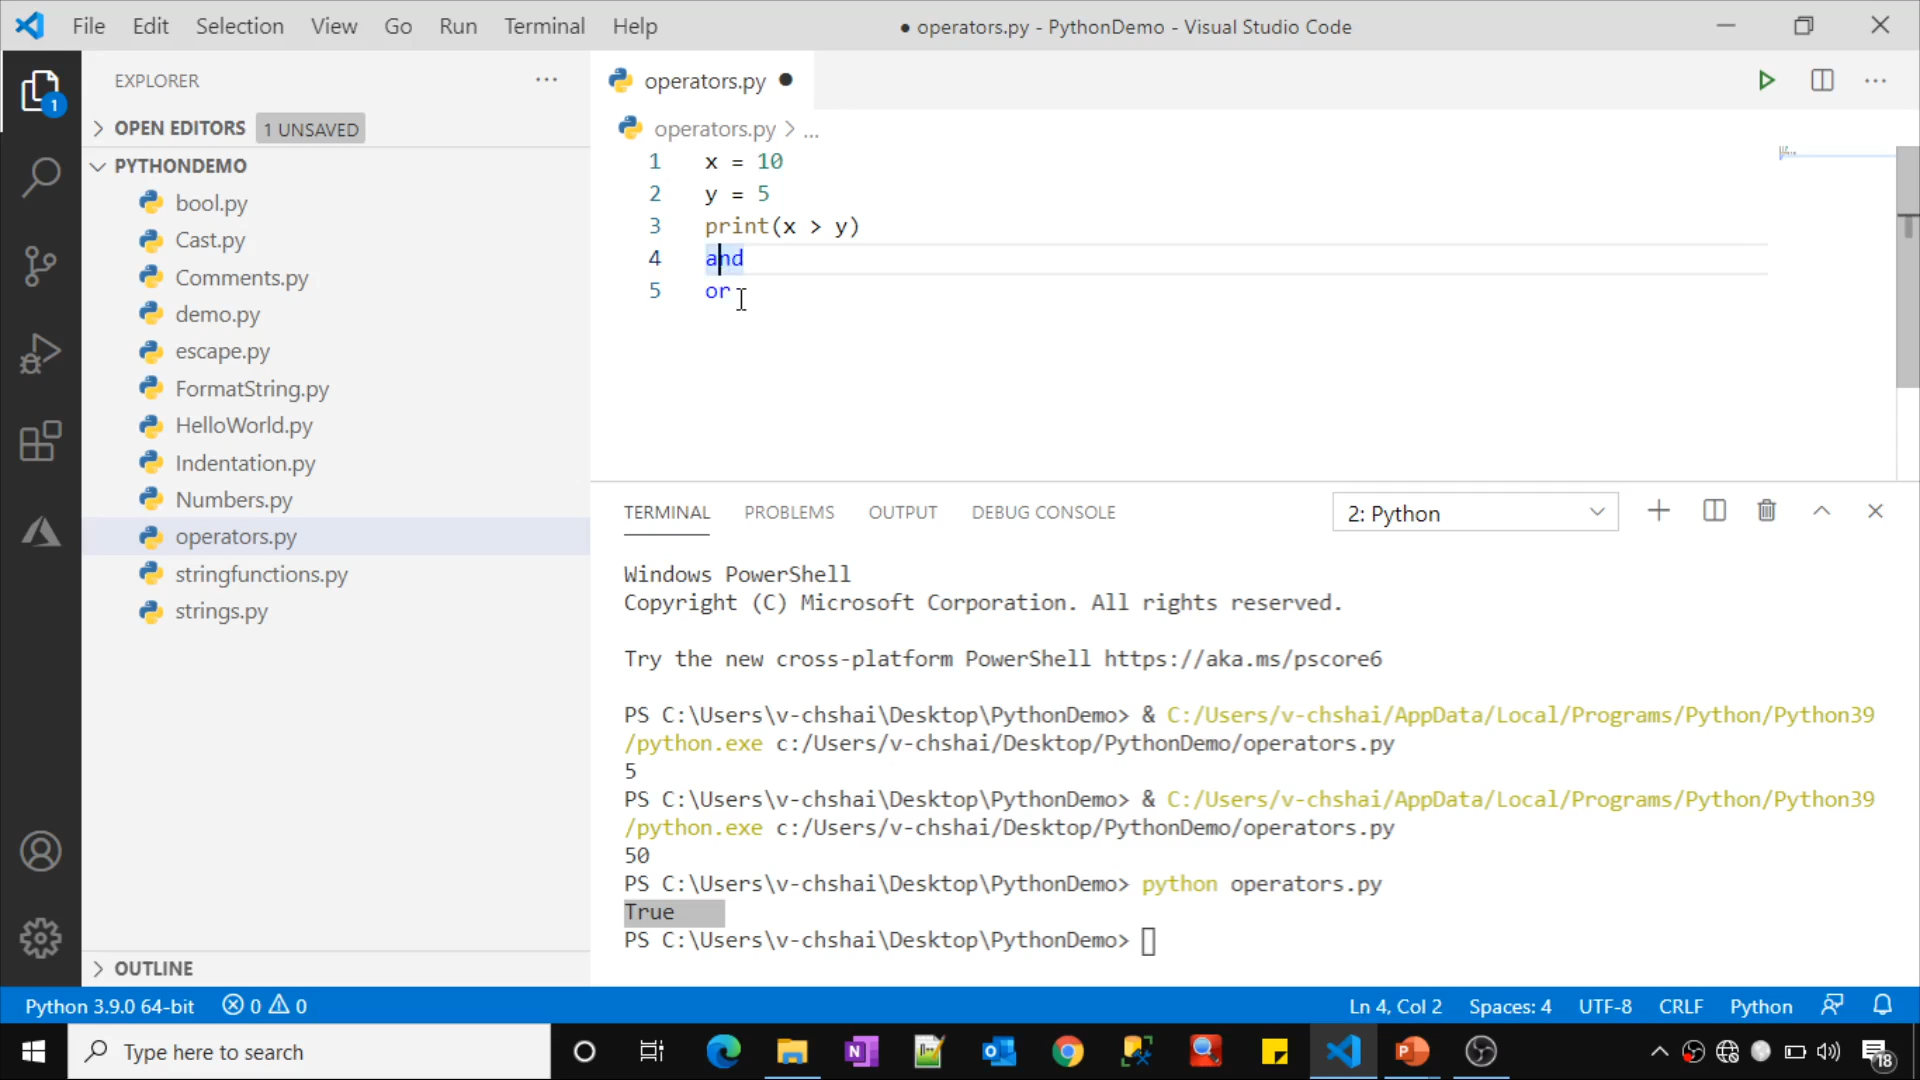 File Edit Selection View Go Run Terminal Help
● operators.py - PythonDemo - Visual Studio Code
EXPLORER
1
OPEN EDITORS 1 UNSAVED
PYTHONDEMO
bool.py
Cast.py
Comments.py
demo.py
escape.py
FormatString.py
HelloWorld.py
Indentation.py
Numbers.py
operators.py
stringfunctions.py
strings.py
OUTLINE
operators.py ●
operators.py > ...
1 x = 10
2 y = 5
3 print(x > y)
4 and
5 or
TERMINAL PROBLEMS OUTPUT DEBUG CONSOLE 2: Python
Windows PowerShell
Copyright (C) Microsoft Corporation. All rights reserved.
Try the new cross-platform PowerShell https://aka.ms/pscore6
PS C:\Users\v-chshai\Desktop\PythonDemo> & C:/Users/v-chshai/AppData/Local/Programs/Python/Python39
/python.exe c:/Users/v-chshai/Desktop/PythonDemo/operators.py
5
PS C:\Users\v-chshai\Desktop\PythonDemo> & C:/Users/v-chshai/AppData/Local/Programs/Python/Python39
/python.exe c:/Users/v-chshai/Desktop/PythonDemo/operators.py
50
PS C:\Users\v-chshai\Desktop\PythonDemo> python operators.py
True
PS C:\Users\v-chshai\Desktop\PythonDemo>
Python 3.9.0 64-bit 0 0 Ln 4, Col 2 Spaces: 4 UTF-8 CRLF Python
Type here to search
18